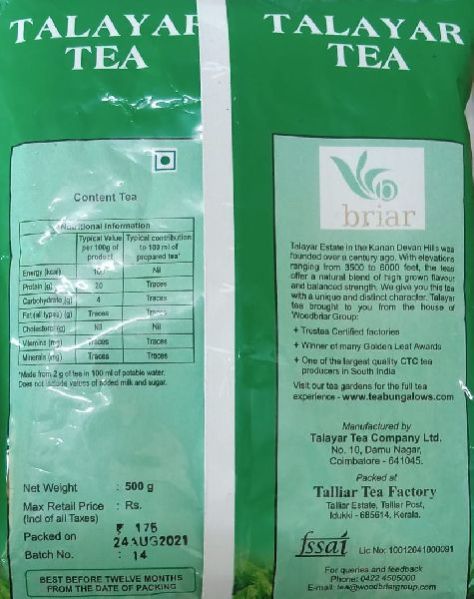 TALAYAR
TEA
Content Tea
Nutritional Information
Typical Value per 100g of product
Typical contribution to 100 ml of prepared tea*
Energy (kcal) Nil
Protein (g) 20 Traces
Carbohydrate (g) 4 Traces
Fat (all types) (g) Traces Traces
Cholesterol (g) Nil Nil
Vitamins (mg) Traces Traces
Minerals (mg) Traces Traces
*Made from 2 g of tea in 100 ml of potable water.
Does not include values of added milk and sugar.
Net Weight : 500 g
Max Retail Price : Rs.
(Incl of all Taxes)
₹ 175
Packed on 24AUG2021
Batch No. : 14
BEST BEFORE TWELVE MONTHS
FROM THE DATE OF PACKING
TALAYAR
TEA
briar
Talayar Estate in the Kanan Devan Hills was
founded over a century ago. With elevations
ranging from 3500 to 6000 feet, the teas
offer a natural blend of high grown flavour
and balanced strength. We give you this tea
with a unique and distinct character. Talayar
tea brought to you from the house of
Woodbriar Group:
+ Trustea Certified factories
+ Winner of many Golden Leaf Awards
+ One of the largest quality CTC tea
producers in South India
Visit our tea gardens for the full tea
experience - www.teabungalows.com
Manufactured by
Talayar Tea Company Ltd.
No. 10, Damu Nagar,
Coimbatore - 641045.
Packed at
Talliar Tea Factory
Talliar Estate, Talliar Post,
Idukki - 685614, Kerala.
fssai Lic No: 10012041000091
For queries and feedback
Phone: 0422 4505000
E-mail: tea@woodbriargroup.com